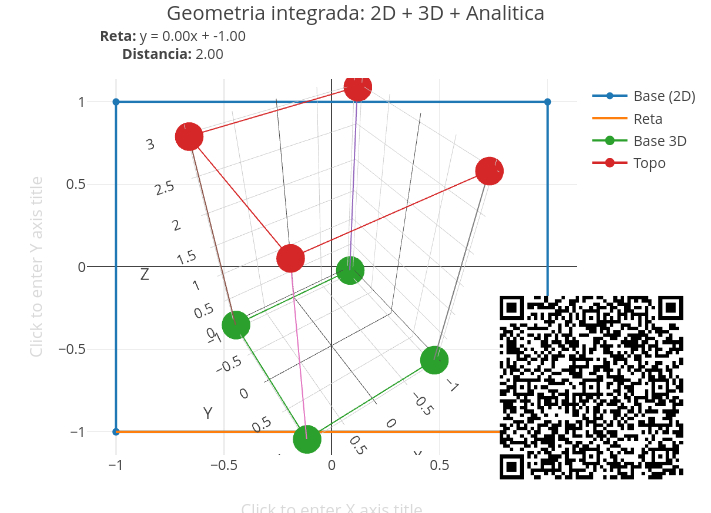 Geometria integrada: 2D + 3D + Analitica
Reta: y = 0.00x + -1.00
Distancia: 2.00
Base (2D)
Reta
Base 3D
Topo
Click to enter Y axis title
1
0.5
0
−0.5
−1
−1
−0.5
0
0.5
Click to enter X axis title
Z
3
2.5
2
1.5
1
0.5
0
Y
−1
−0.5
0
0.5
−1
−0.5
0
0.5